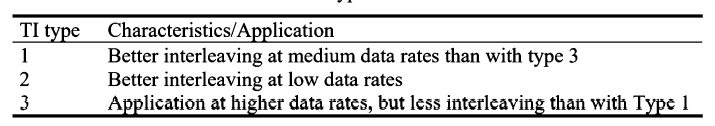 TI type Characteristics/Application
1 Better interleaving at medium data rates than with type 3
2 Better interleaving at low data rates
3 Application at higher data rates, but less interleaving than with Type 1